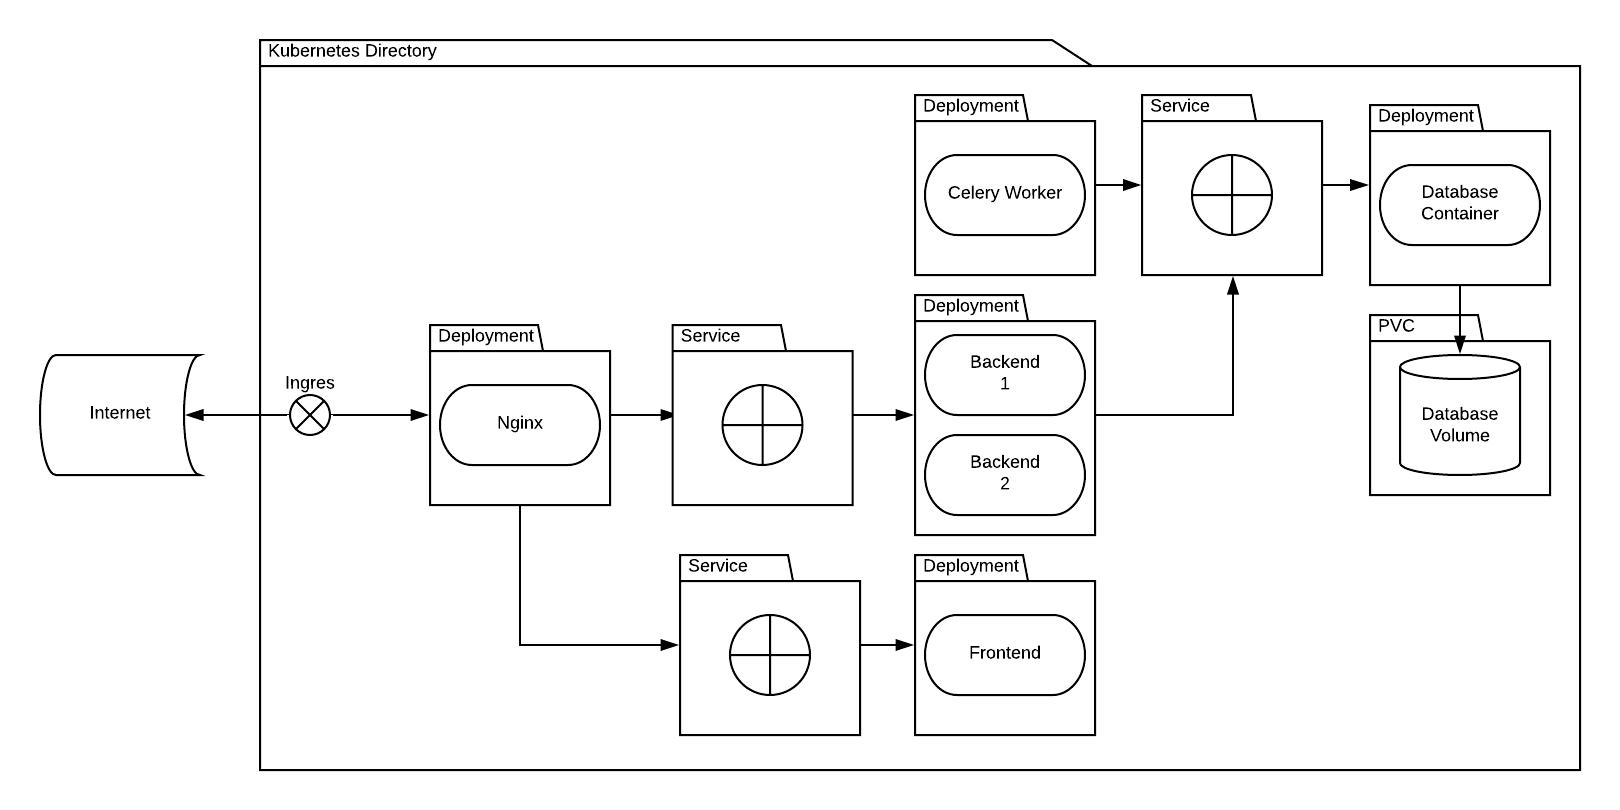 Kubernetes Directory
Deployment
Celery Worker
Service
Deployment
Database
Container
Deployment
Backend
1
Backend
2
PVC
Database
Volume
Internet
Ingres
Deployment
Nginx
Service
Service
Deployment
Frontend